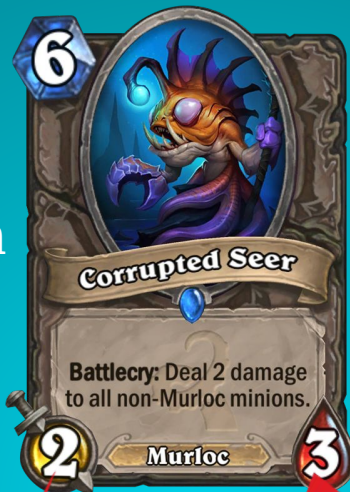 6
Corrupted Seer
Battlecry: Deal 2 damage
to all non-Murloc minions.
2
Murloc
3